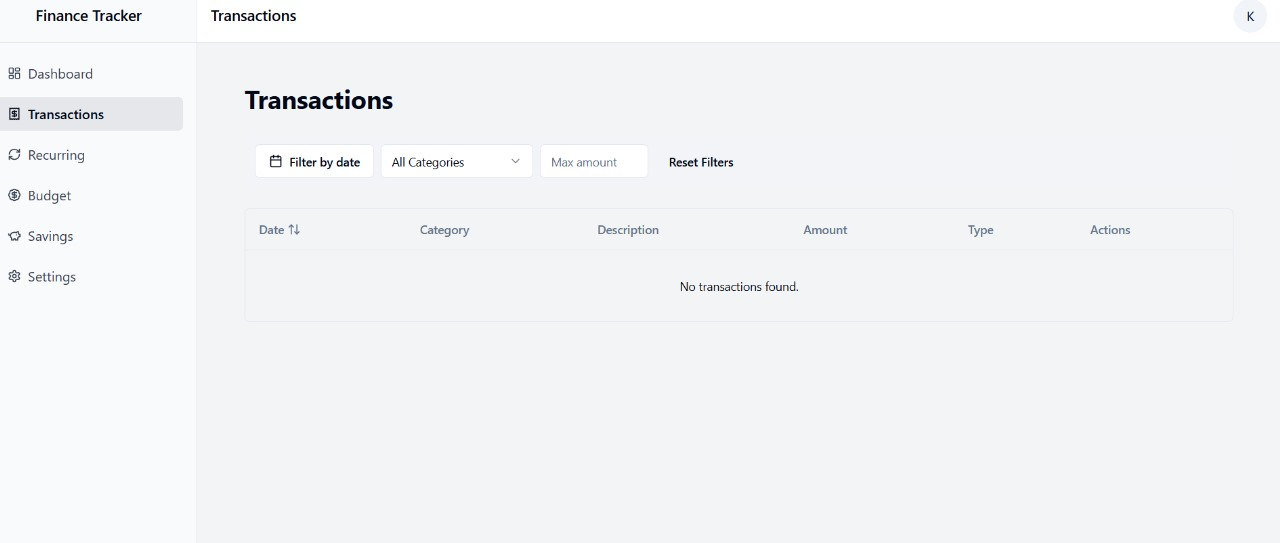 Finance Tracker
Transactions
K
Dashboard
Transactions
Recurring
Budget
Savings
Settings
Transactions
Filter by date
All Categories
Max amount
Reset Filters
Date Category Description Amount Type Actions
No transactions found.